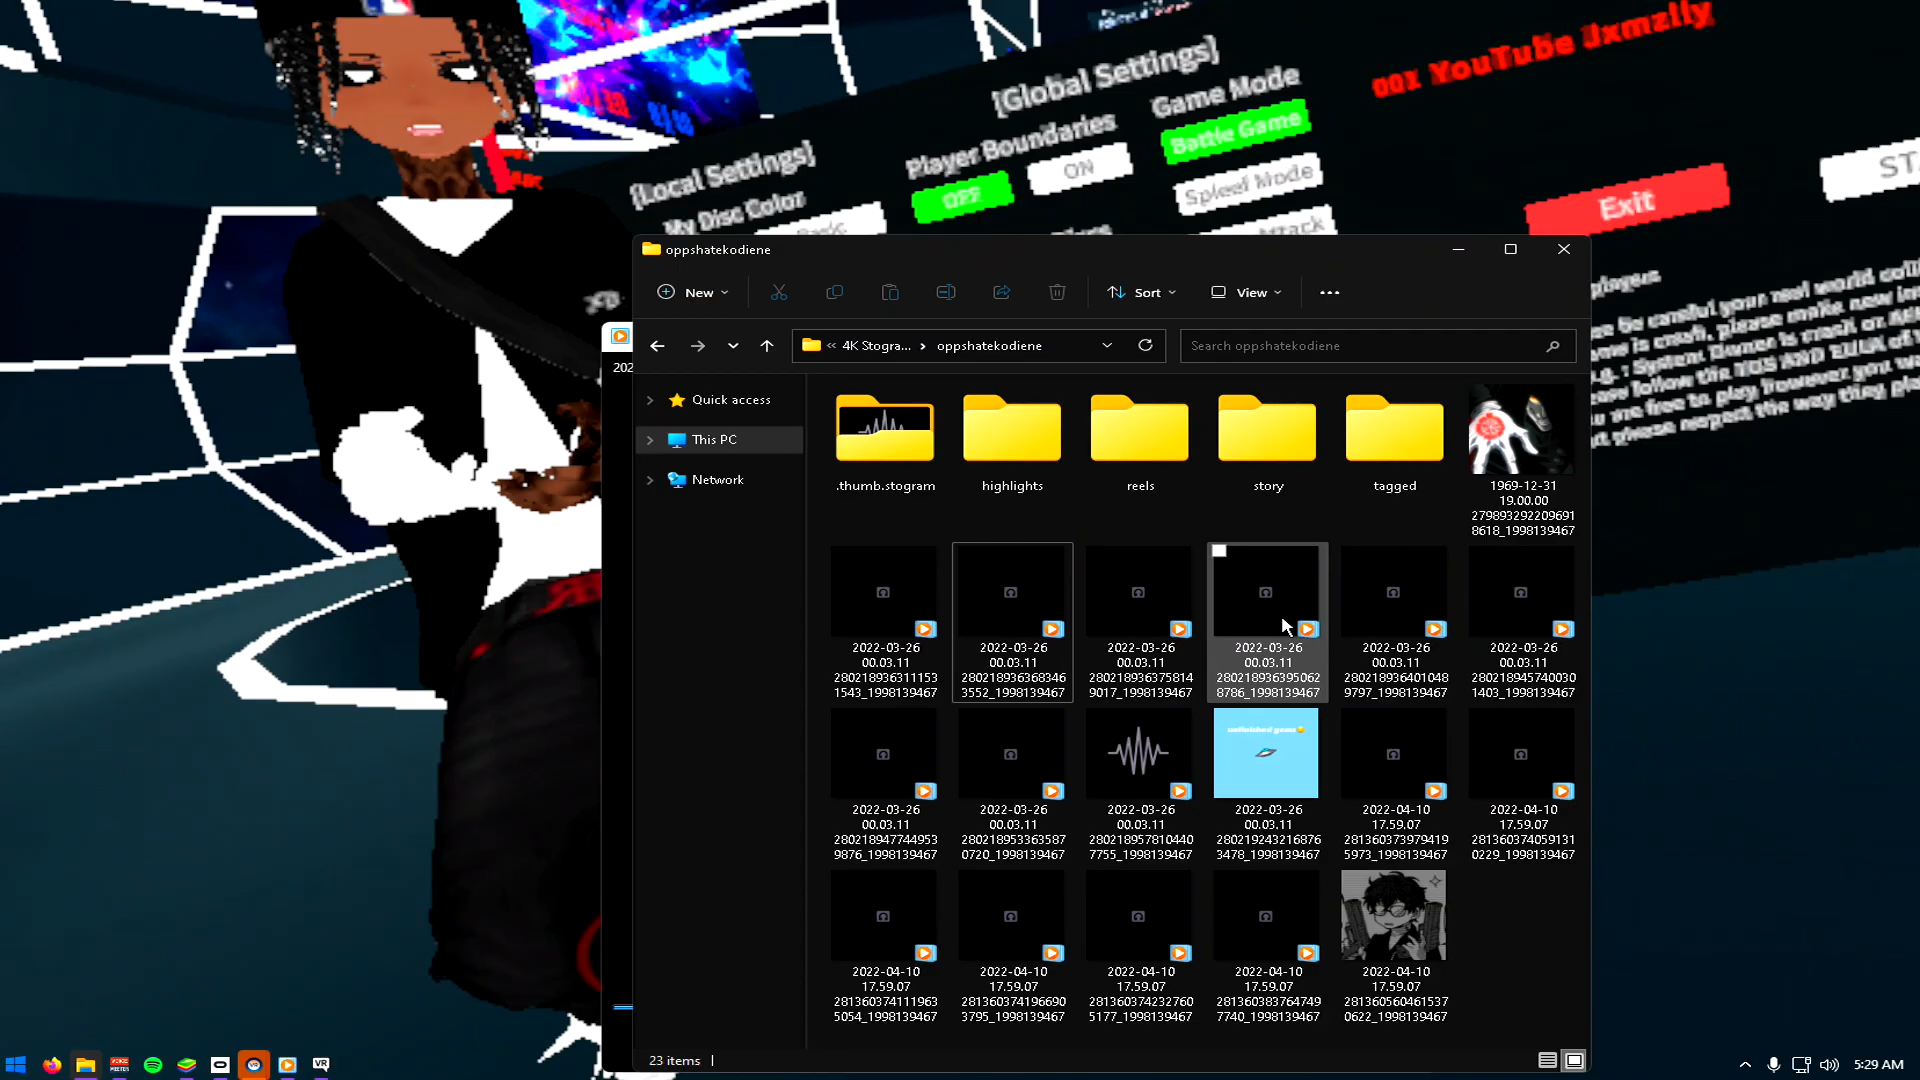 [Global Settings]
Game Mode
00X YouTube Jxmzlly
[Local Settings]
Player Boundaries
Battle Game
My Disc Color
OFF
ON
Spleef Mode
Exit
Attack
Basic
oppshatekodiene
New
Sort
View
4K Stogra...
oppshatekodiene
Search oppshatekodiene
202
Quick access
This PC
Network
.thumb.stogram
highlights
reels
story
tagged
1969-12-31
19.00.00
279893292209691
8618_1998139467
2022-03-26
00.03.11
280218936311153
1543_1998139467
2022-03-26
00.03.11
280218936368346
3552_1998139467
2022-03-26
00.03.11
280218936375814
9017_1998139467
2022-03-26
00.03.11
280218936395062
8786_1998139467
2022-03-26
00.03.11
280218936401048
9797_1998139467
2022-03-26
00.03.11
280218945740030
1403_1998139467
2022-03-26
00.03.11
280218947744953
9876_1998139467
2022-03-26
00.03.11
280218953363587
0720_1998139467
2022-03-26
00.03.11
280218957810440
7755_1998139467
unfinished game
2022-03-26
00.03.11
280219243216876
3478_1998139467
2022-04-10
17.59.07
281360373979419
5973_1998139467
2022-04-10
17.59.07
281360374059131
0229_1998139467
2022-04-10
17.59.07
281360374111963
5054_1998139467
2022-04-10
17.59.07
281360374196690
3795_1998139467
2022-04-10
17.59.07
281360374232760
5177_1998139467
2022-04-10
17.59.07
281360383764749
7740_1998139467
2022-04-10
17.59.07
281360560461537
0622_1998139467
23 items
VR
5:29 AM